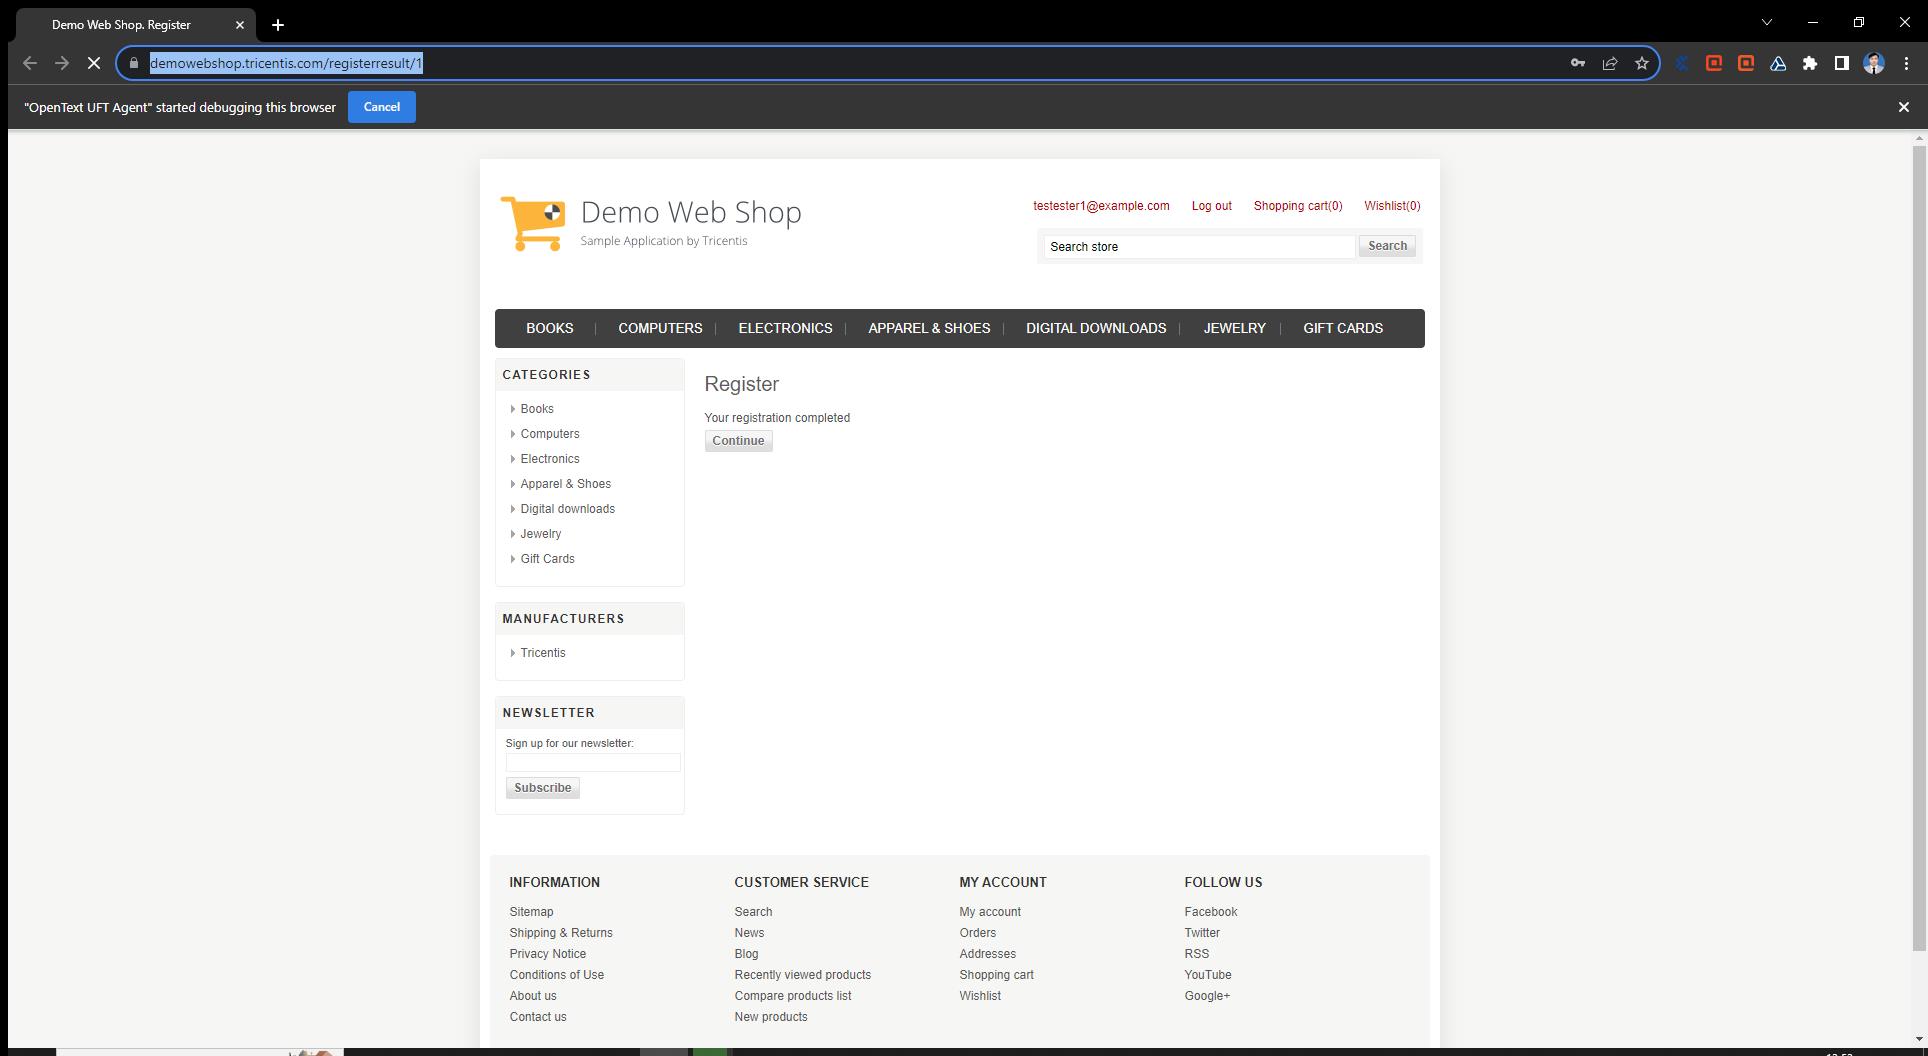 Demo Web Shop. Register
demowebshop.tricentis.com/registerresult/1
"OpenText UFT Agent" started debugging this browser
Cancel
Demo Web Shop
Sample Application by Tricentis
testester1@example.com
Log out
Shopping cart(0)
Wishlist(0)
Search store
Search
BOOKS
COMPUTERS
ELECTRONICS
APPAREL & SHOES
DIGITAL DOWNLOADS
JEWELRY
GIFT CARDS
CATEGORIES
Books
Computers
Electronics
Apparel & Shoes
Digital downloads
Jewelry
Gift Cards
MANUFACTURERS
Tricentis
NEWSLETTER
Sign up for our newsletter:
Subscribe
Register
Your registration completed
Continue
INFORMATION
Sitemap
Shipping & Returns
Privacy Notice
Conditions of Use
About us
Contact us
CUSTOMER SERVICE
Search
News
Blog
Recently viewed products
Compare products list
New products
MY ACCOUNT
My account
Orders
Addresses
Shopping cart
Wishlist
FOLLOW US
Facebook
Twitter
RSS
YouTube
Google+